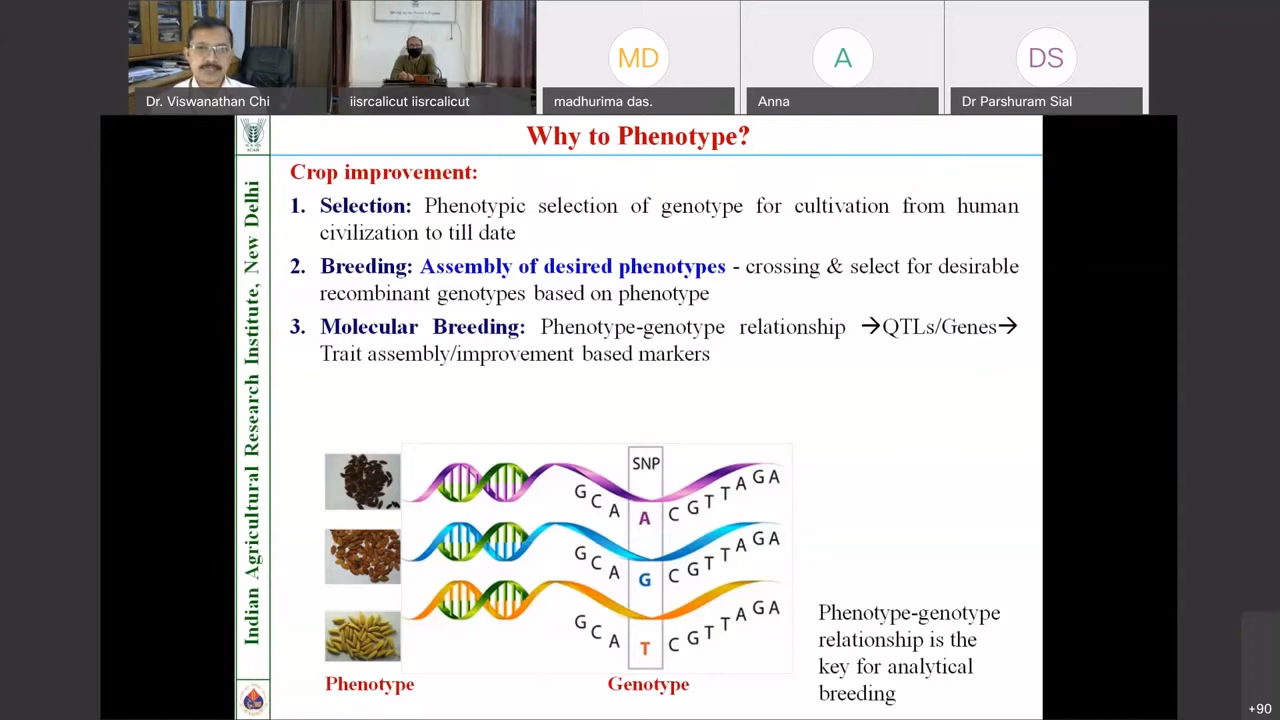 MD
A
DS
Dr. Viswanathan Chi
iisrcalicut iisrcalicut
madhurima das.
Anna
Dr Parshuram Sial
Why to Phenotype?
Indian Agricultural Research Institute, New Delhi
Crop improvement:
1. Selection: Phenotypic selection of genotype for cultivation from human
civilization to till date
2. Breeding: Assembly of desired phenotypes - crossing & select for desirable
recombinant genotypes based on phenotype
3. Molecular Breeding: Phenotype-genotype relationship →QTLs/Genes→
Trait assembly/improvement based markers
SNP
G C A A C G T T A G A
G C A G C G T T A G A
G C A T C G T T A G A
Phenotype
Genotype
Phenotype-genotype
relationship is the
key for analytical
breeding
+90